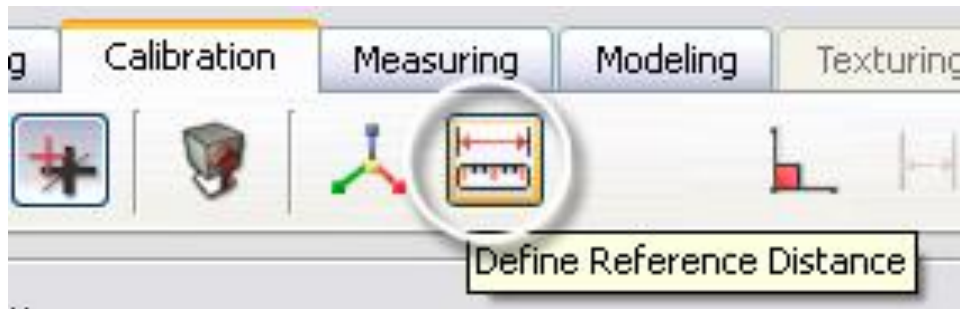 g Calibration Measuring Modeling Texturing
Define Reference Distance